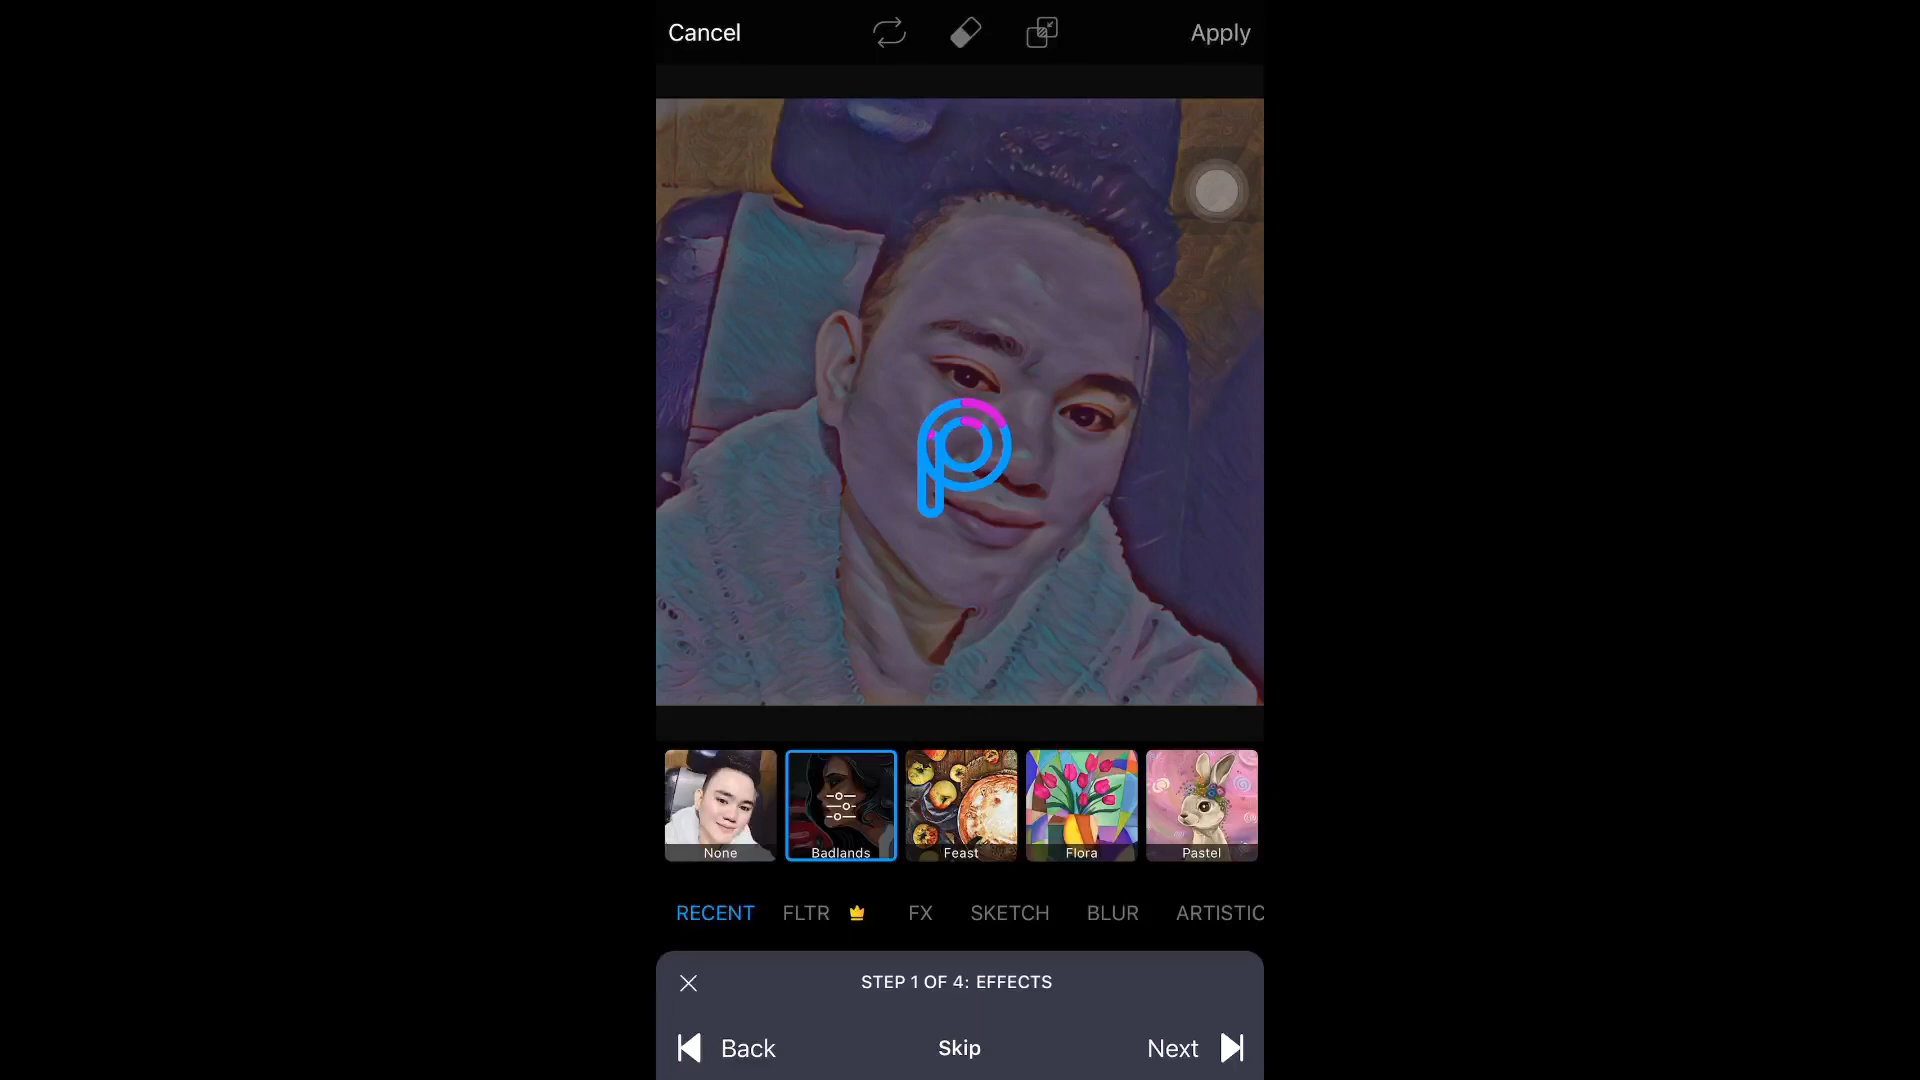 Cancel Apply
None Badlands Feast Flora Pastel
RECENT FLTR FX SKETCH BLUR ARTISTIC
STEP 1 OF 4: EFFECTS
Back Skip Next